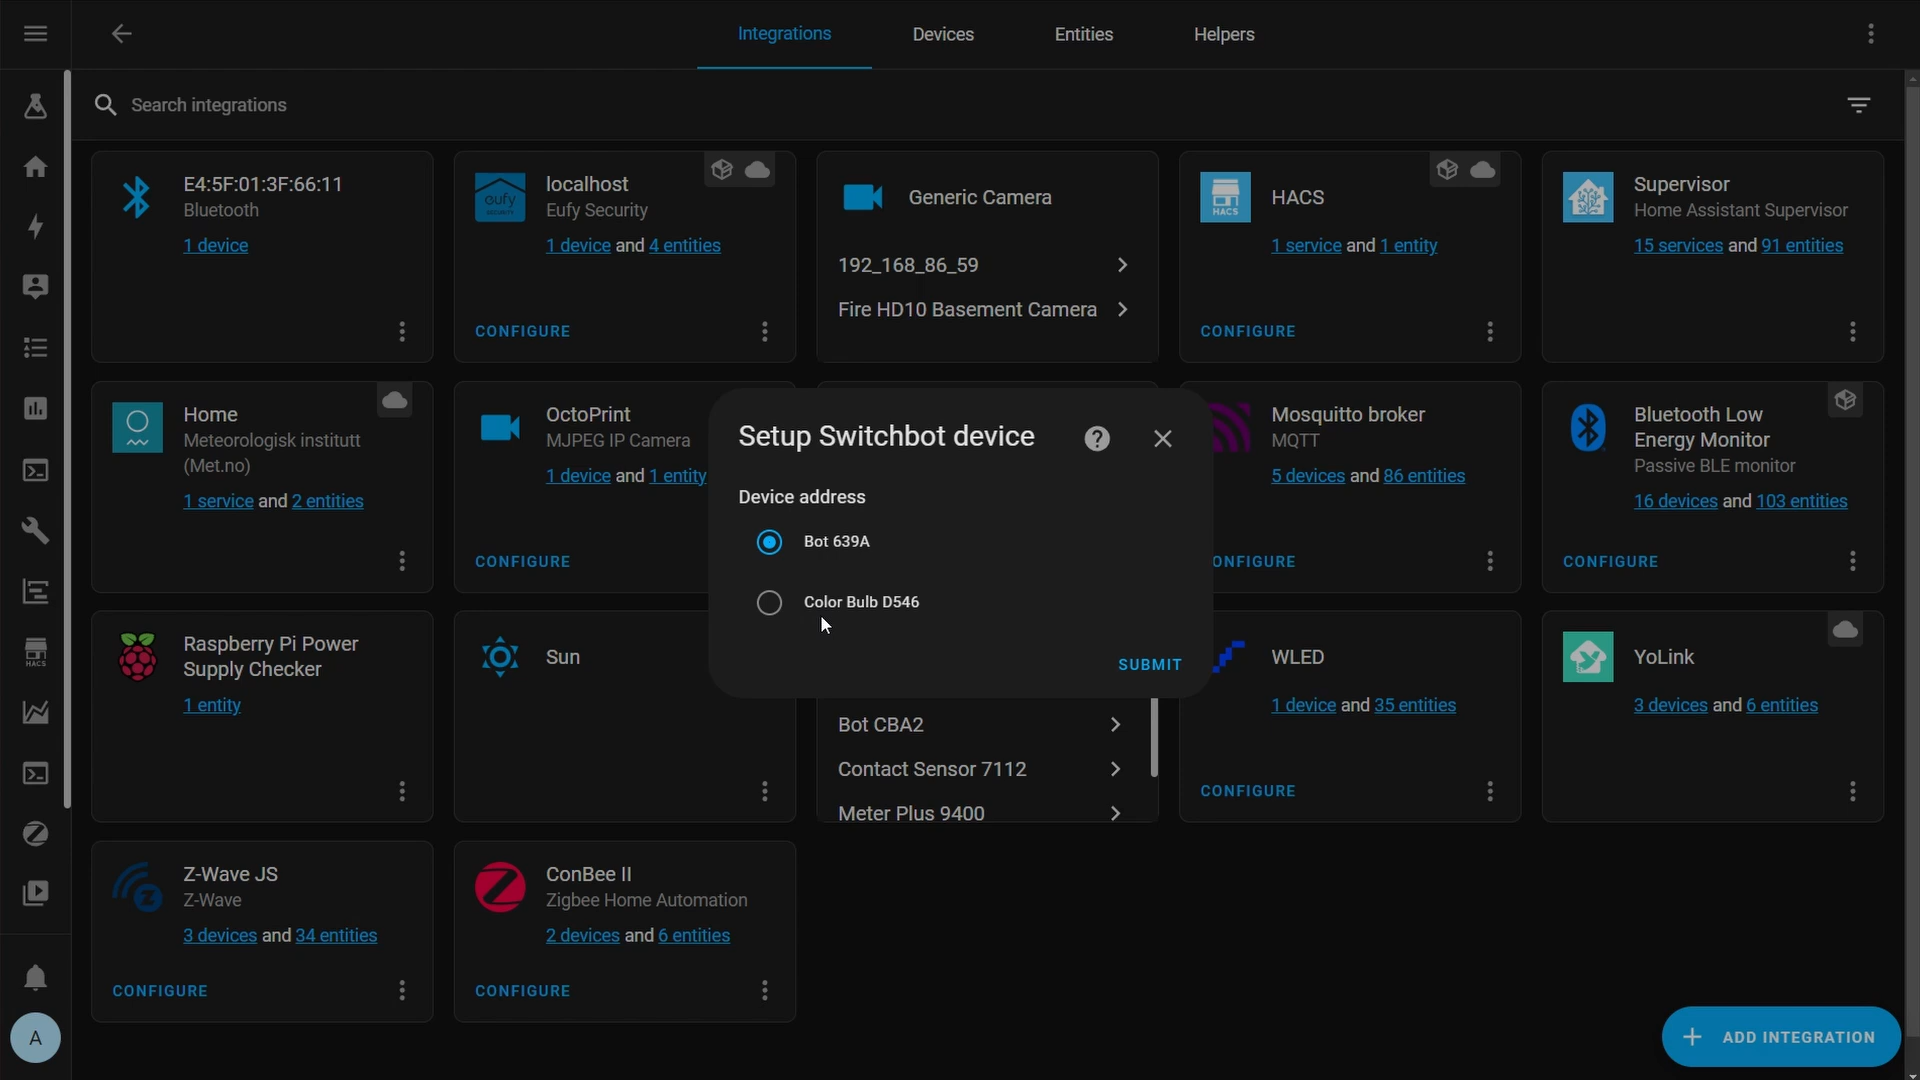 Integrations
Devices
Entities
Helpers
Search integrations
E4:5F:01:3F:66:11
Bluetooth
1 device
eufy
SECURITY
localhost
Eufy Security
1 device and 4 entities
CONFIGURE
Generic Camera
192_168_86_59
Fire HD10 Basement Camera
HACS
HACS
1 service and 1 entity
CONFIGURE
Supervisor
Home Assistant Supervisor
15 services and 91 entities
Home
Meteorologisk institutt
(Met.no)
1 service and 2 entities
OctoPrint
MJPEG IP Camera
1 device and 1 entity
CONFIGURE
Setup Switchbot device
Device address
Bot 639A
Color Bulb D546
SUBMIT
Mosquitto broker
MQTT
5 devices and 86 entities
ONFIGURE
Bluetooth Low
Energy Monitor
Passive BLE monitor
16 devices and 103 entities
CONFIGURE
Raspberry Pi Power
Supply Checker
1 entity
Sun
Bot CBA2
Contact Sensor 7112
Meter Plus 9400
WLED
1 device and 35 entities
CONFIGURE
YoLink
3 devices and 6 entities
HACS
Z-Wave JS
Z-Wave
3 devices and 34 entities
CONFIGURE
ConBee II
Zigbee Home Automation
2 devices and 6 entities
CONFIGURE
A
ADD INTEGRATION